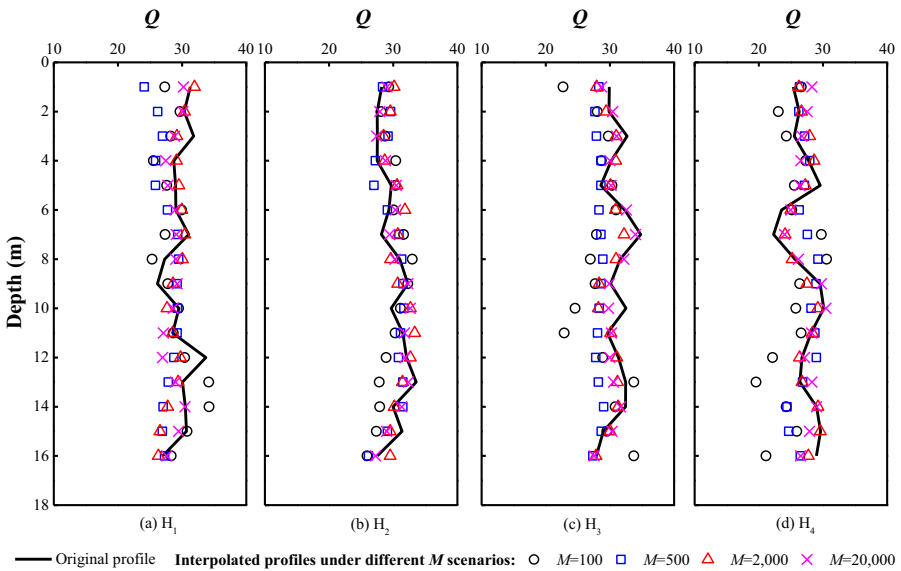 Q Q Q Q
10 20 30 40 10 20 30 40 10 20 30 40 10 20 30 40
0
2
4
6
8
10
12
14
16
18
Depth (m)
(a) H1 (b) H2 (c) H3 (d) H4
Original profile Interpolated profiles under different M scenarios: M=100 M=500 M=2,000 M=20,000